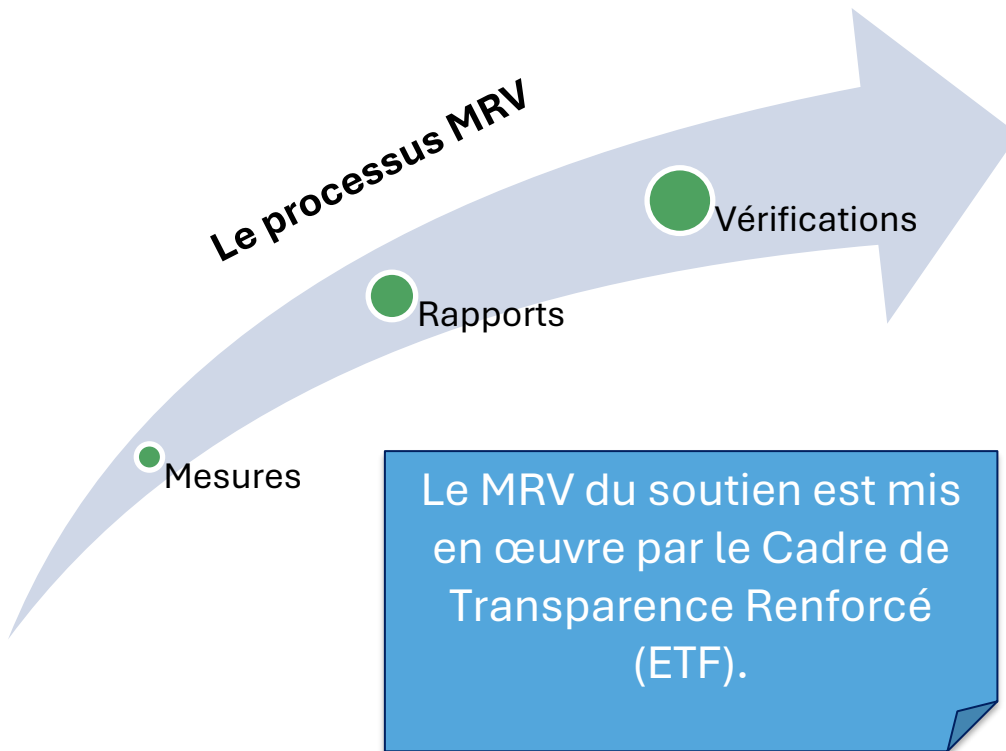 Le processus MRV
Vérifications
Rapports
Mesures
Le MRV du soutien est mis
en œuvre par le Cadre de
Transparence Renforcé
(ETF).